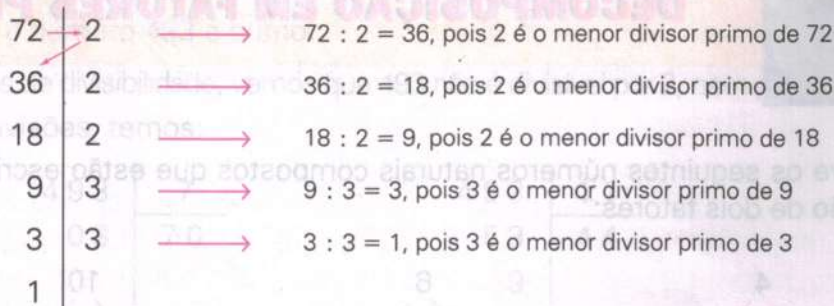 72 2 72 : 2 = 36, pois 2 é o menor divisor primo de 72
36 2 36 : 2 = 18, pois 2 é o menor divisor primo de 36
18 2 18 : 2 = 9, pois 2 é o menor divisor primo de 18
9 3 9 : 3 = 3, pois 3 é o menor divisor primo de 9
3 3 3 : 3 = 1, pois 3 é o menor divisor primo de 3
1